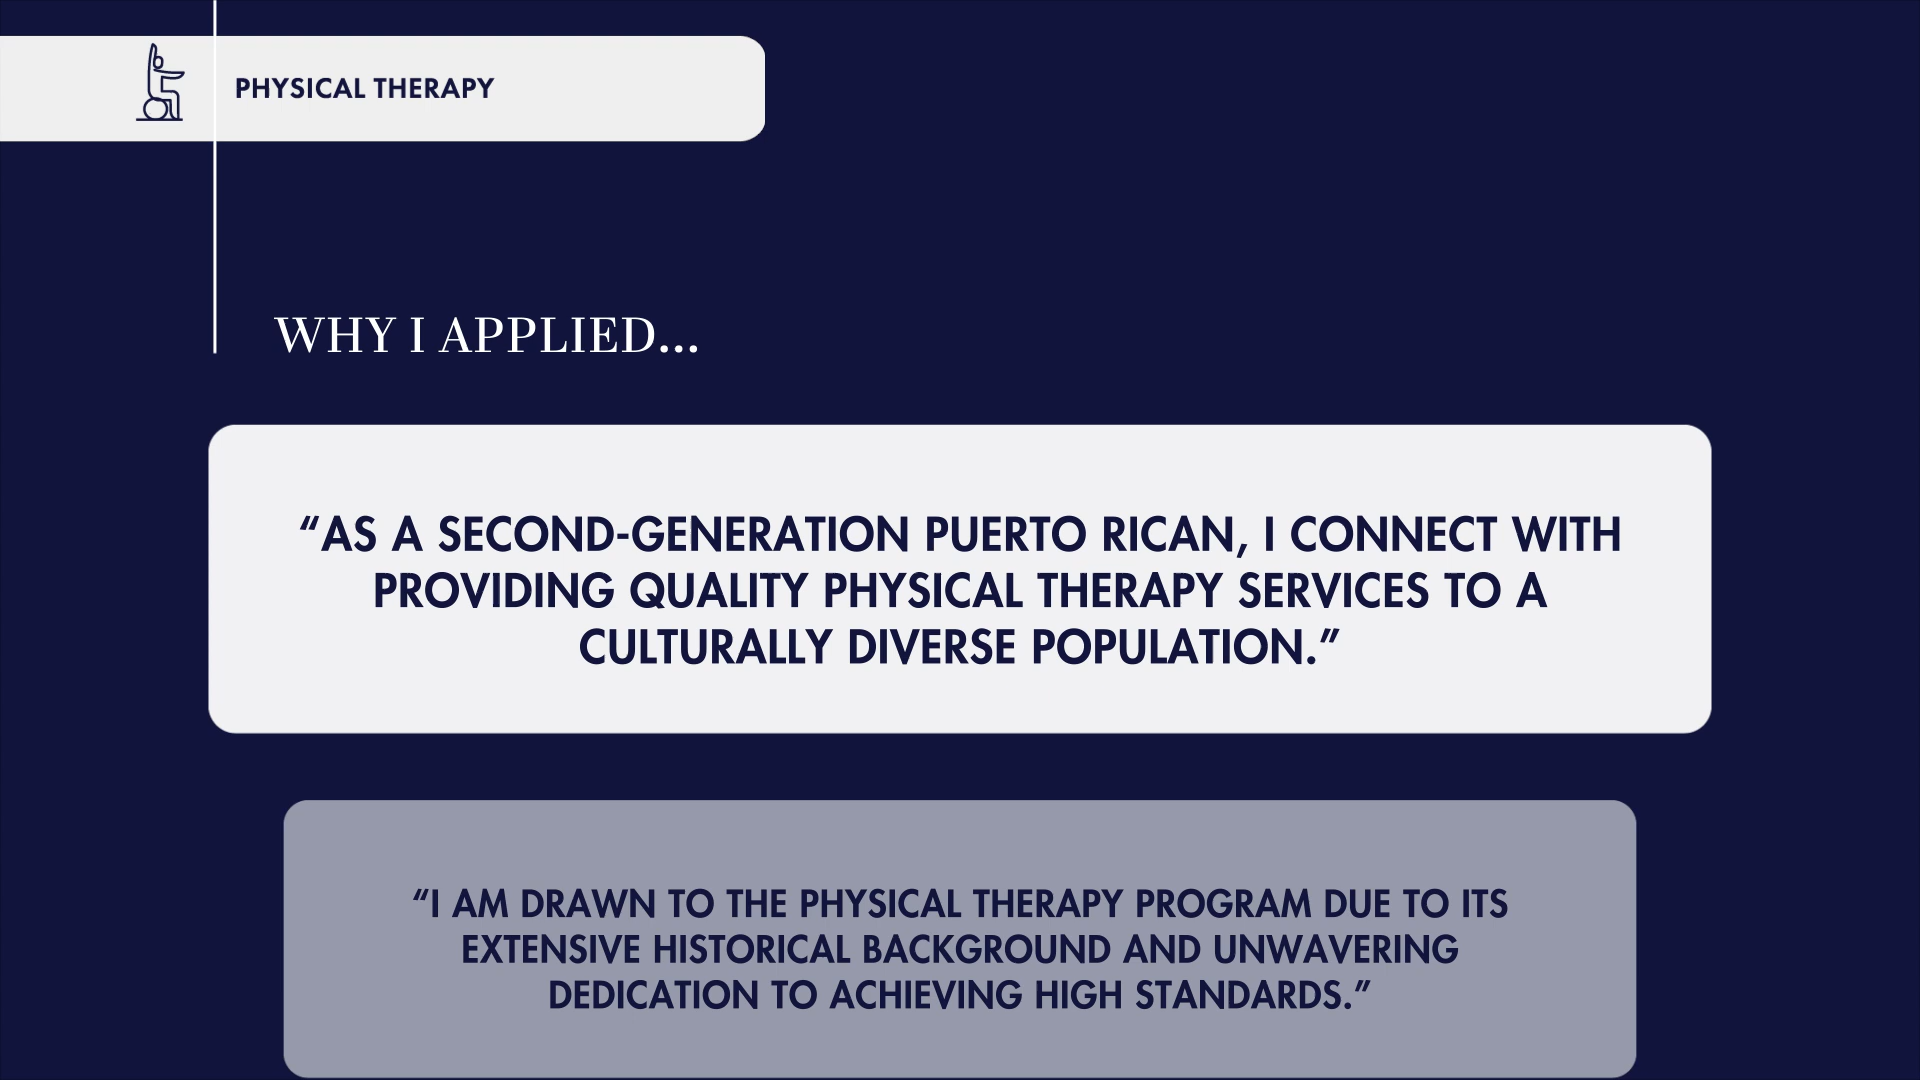 PHYSICAL THERAPY
WHY I APPLIED...
“AS A SECOND-GENERATION PUERTO RICAN, I CONNECT WITH
PROVIDING QUALITY PHYSICAL THERAPY SERVICES TO A
CULTURALLY DIVERSE POPULATION.”
“I AM DRAWN TO THE PHYSICAL THERAPY PROGRAM DUE TO ITS
EXTENSIVE HISTORICAL BACKGROUND AND UNWAVERING
DEDICATION TO ACHIEVING HIGH STANDARDS.”